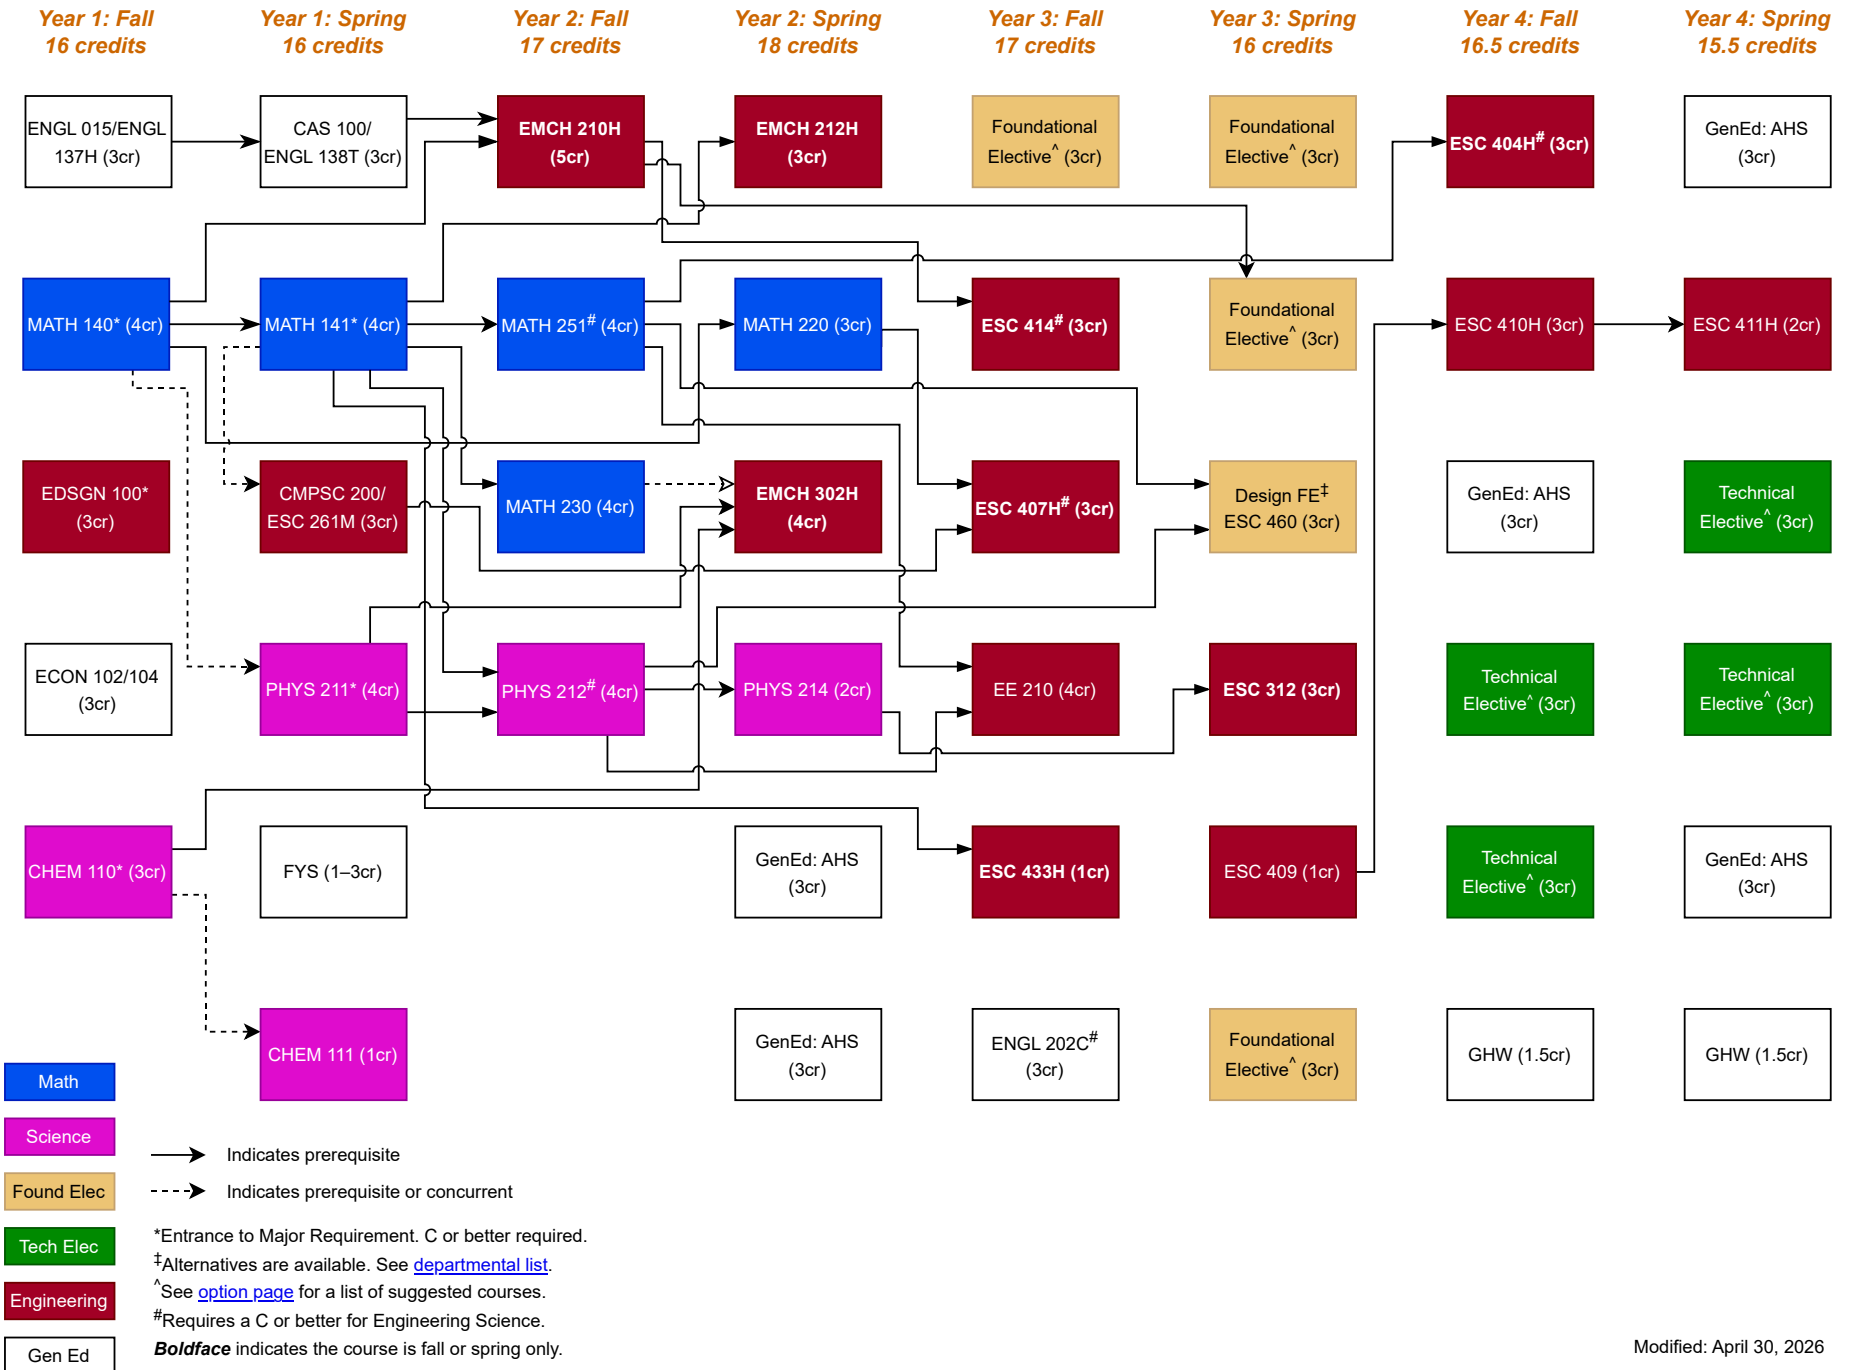 Year 1: Fall
16 credits
Year 1: Spring
16 credits
Year 2: Fall
17 credits
Year 2: Spring
18 credits
Year 3: Fall
17 credits
Year 3: Spring
16 credits
Year 4: Fall
16.5 credits
Year 4: Spring
15.5 credits
ENGL 015/ENGL
137H (3cr)
CAS 100/
ENGL 138T (3cr)
EMCH 210H
(5cr)
EMCH 212H
(3cr)
Foundational
Elective^ (3cr)
Foundational
Elective^ (3cr)
ESC 404H# (3cr)
GenEd: AHS
(3cr)
MATH 140* (4cr)
MATH 141* (4cr)
MATH 251# (4cr)
MATH 220 (3cr)
ESC 414# (3cr)
Foundational
Elective^ (3cr)
ESC 410H (3cr)
ESC 411H (2cr)
EDSGN 100*
(3cr)
CMPSC 200/
ESC 261M (3cr)
MATH 230 (4cr)
EMCH 302H
(4cr)
ESC 407H# (3cr)
Design FE‡
ESC 460 (3cr)
GenEd: AHS
(3cr)
Technical
Elective^ (3cr)
ECON 102/104
(3cr)
PHYS 211* (4cr)
PHYS 212# (4cr)
PHYS 214 (2cr)
EE 210 (4cr)
ESC 312 (3cr)
Technical
Elective^ (3cr)
Technical
Elective^ (3cr)
CHEM 110* (3cr)
FYS (1–3cr)
GenEd: AHS
(3cr)
ESC 433H (1cr)
ESC 409 (1cr)
Technical
Elective^ (3cr)
GenEd: AHS
(3cr)
CHEM 111 (1cr)
GenEd: AHS
(3cr)
ENGL 202C#
(3cr)
Foundational
Elective^ (3cr)
GHW (1.5cr)
GHW (1.5cr)
Math
Science
Found Elec
Tech Elec
Engineering
Gen Ed
Indicates prerequisite
Indicates prerequisite or concurrent
*Entrance to Major Requirement. C or better required.
‡Alternatives are available. See departmental list.
^See option page for a list of suggested courses.
#Requires a C or better for Engineering Science.
Boldface indicates the course is fall or spring only.
Modified: April 30, 2026